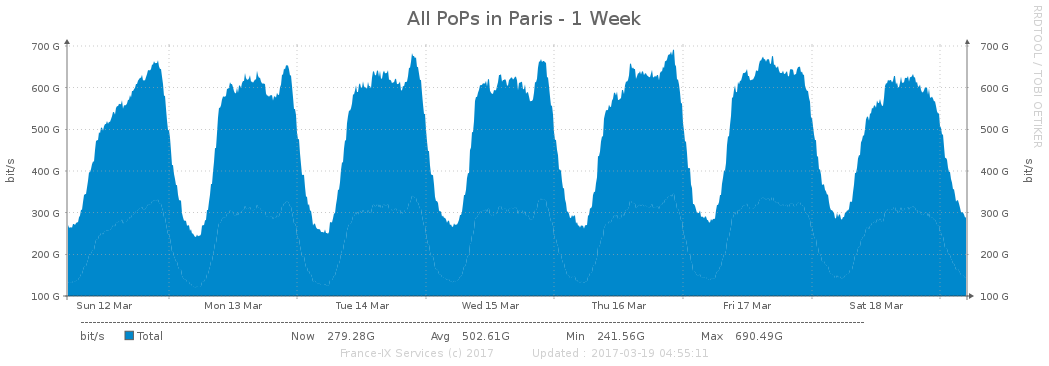 All PoPs in Paris - 1 Week
RRDTOOL / TOBI OETIKER
700 G 700 G
600 G 600 G
500 G 500 G
400 G 400 G
300 G 300 G
200 G 200 G
100 G 100 G
bit/s bit/s
Sun 12 Mar Mon 13 Mar Tue 14 Mar Wed 15 Mar Thu 16 Mar Fri 17 Mar Sat 18 Mar
bit/s Total Now 279.28G Avg 502.61G Min 241.56G Max 690.49G
France-IX Services (c) 2017 Updated : 2017-03-19 04:55:11